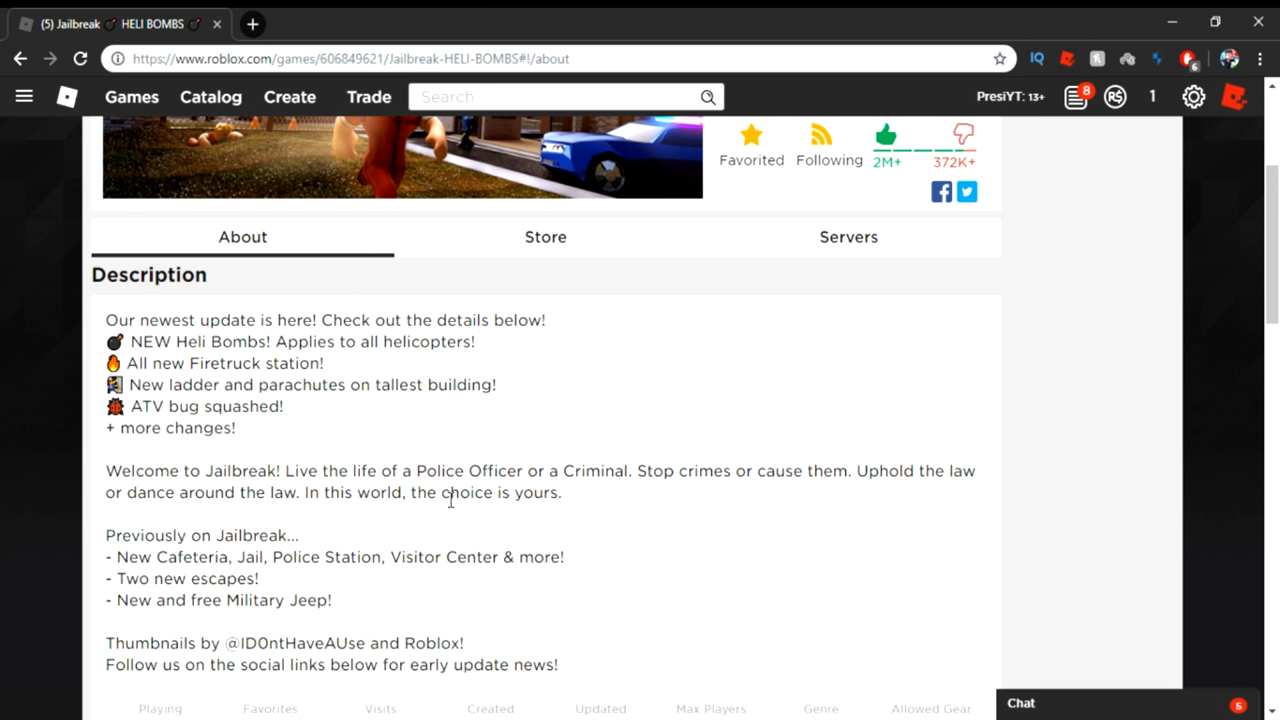 (5) Jailbreak 💣 HELI BOMBS 💣
https://www.roblox.com/games/606849621/Jailbreak-HELI-BOMBS#!/about
IQ
6
Games Catalog Create Trade Search PresiYT: 13+ 8 R$ 1
Favorited Following 2M+ 372K+
About Store Servers
Description
Our newest update is here! Check out the details below!
💣 NEW Heli Bombs! Applies to all helicopters!
🔥 All new Firetruck station!
New ladder and parachutes on tallest building!
🐞 ATV bug squashed!
+ more changes!
Welcome to Jailbreak! Live the life of a Police Officer or a Criminal. Stop crimes or cause them. Uphold the law
or dance around the law. In this world, the choice is yours.
Previously on Jailbreak...
- New Cafeteria, Jail, Police Station, Visitor Center & more!
- Two new escapes!
- New and free Military Jeep!
Thumbnails by @ID0ntHaveAUse and Roblox!
Follow us on the social links below for early update news!
Playing Favorites Visits Created Updated Max Players Genre Allowed Gear
Chat 5